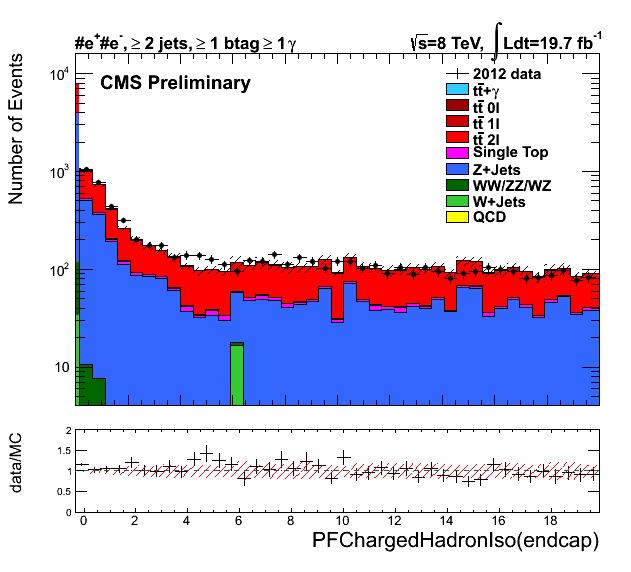 #e⁺#e⁻, ≥ 2 jets, ≥ 1 btag ≥ 1 γ
√s=8 TeV, ∫ Ldt=19.7 fb⁻¹
CMS Preliminary
2012 data
tt̄+γ
tt̄ 0l
tt̄ 1l
tt̄ 2l
Single Top
Z+Jets
WW/ZZ/WZ
W+Jets
QCD
Number of Events
10⁴
10³
10²
10
data/MC
2
1.5
1
0.5
0
0 2 4 6 8 10 12 14 16 18
PFChargedHadronIso(endcap)